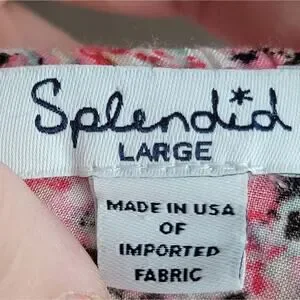 Splendid
LARGE
MADE IN USA
OF
IMPORTED
FABRIC